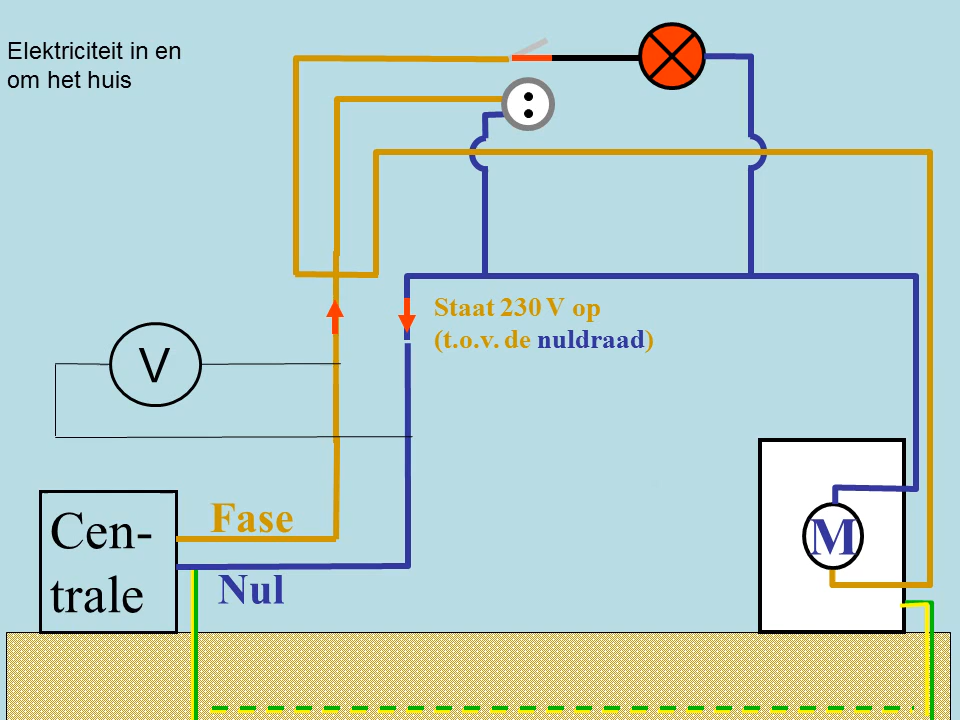 Elektriciteit in en
om het huis
Staat 230 V op
(t.o.v. de nuldraad)
V
Fase
Cen-
trale
Nul
M